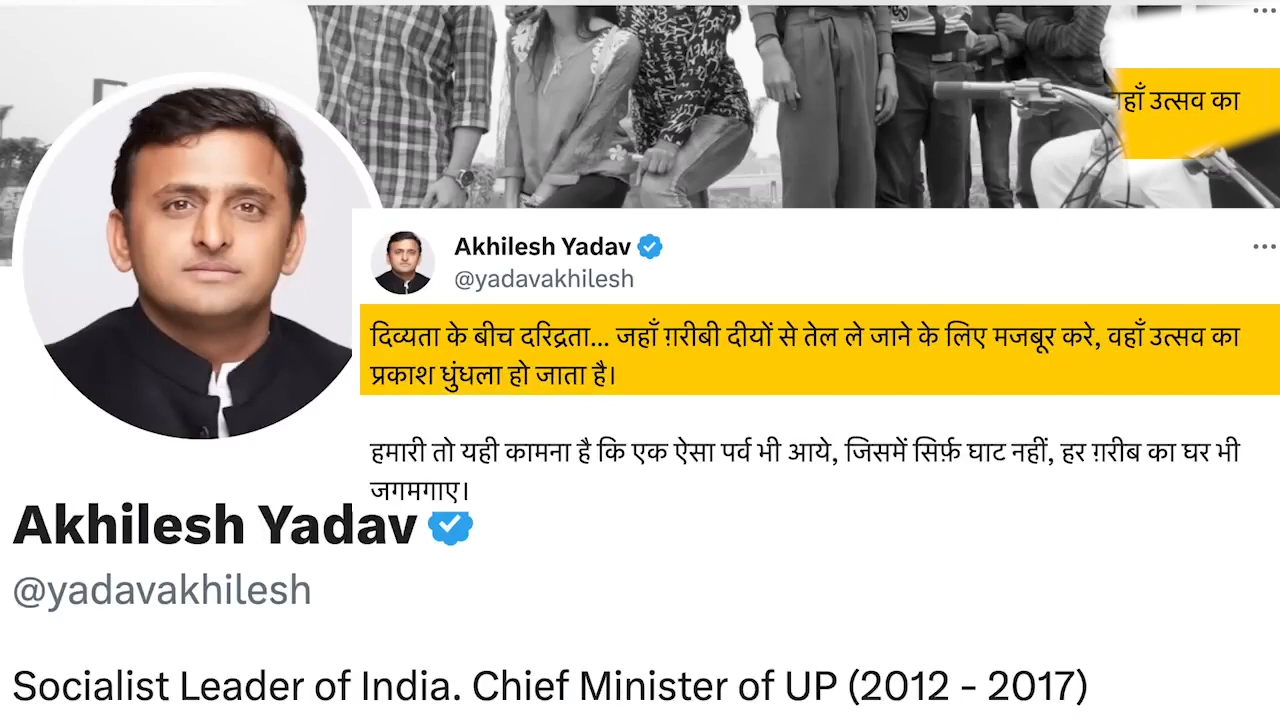 हाँ उत्सव का
Akhilesh Yadav
@yadavakhilesh
दिव्यता के बीच दरिद्रता... जहाँ ग़रीबी दीयों से तेल ले जाने के लिए मजबूर करे, वहाँ उत्सव का
प्रकाश धुंधला हो जाता है।
हमारी तो यही कामना है कि एक ऐसा पर्व भी आये, जिसमें सिर्फ़ घाट नहीं, हर ग़रीब का घर भी
जगमगाए।
Akhilesh Yadav
@yadavakhilesh
Socialist Leader of India. Chief Minister of UP (2012 - 2017)